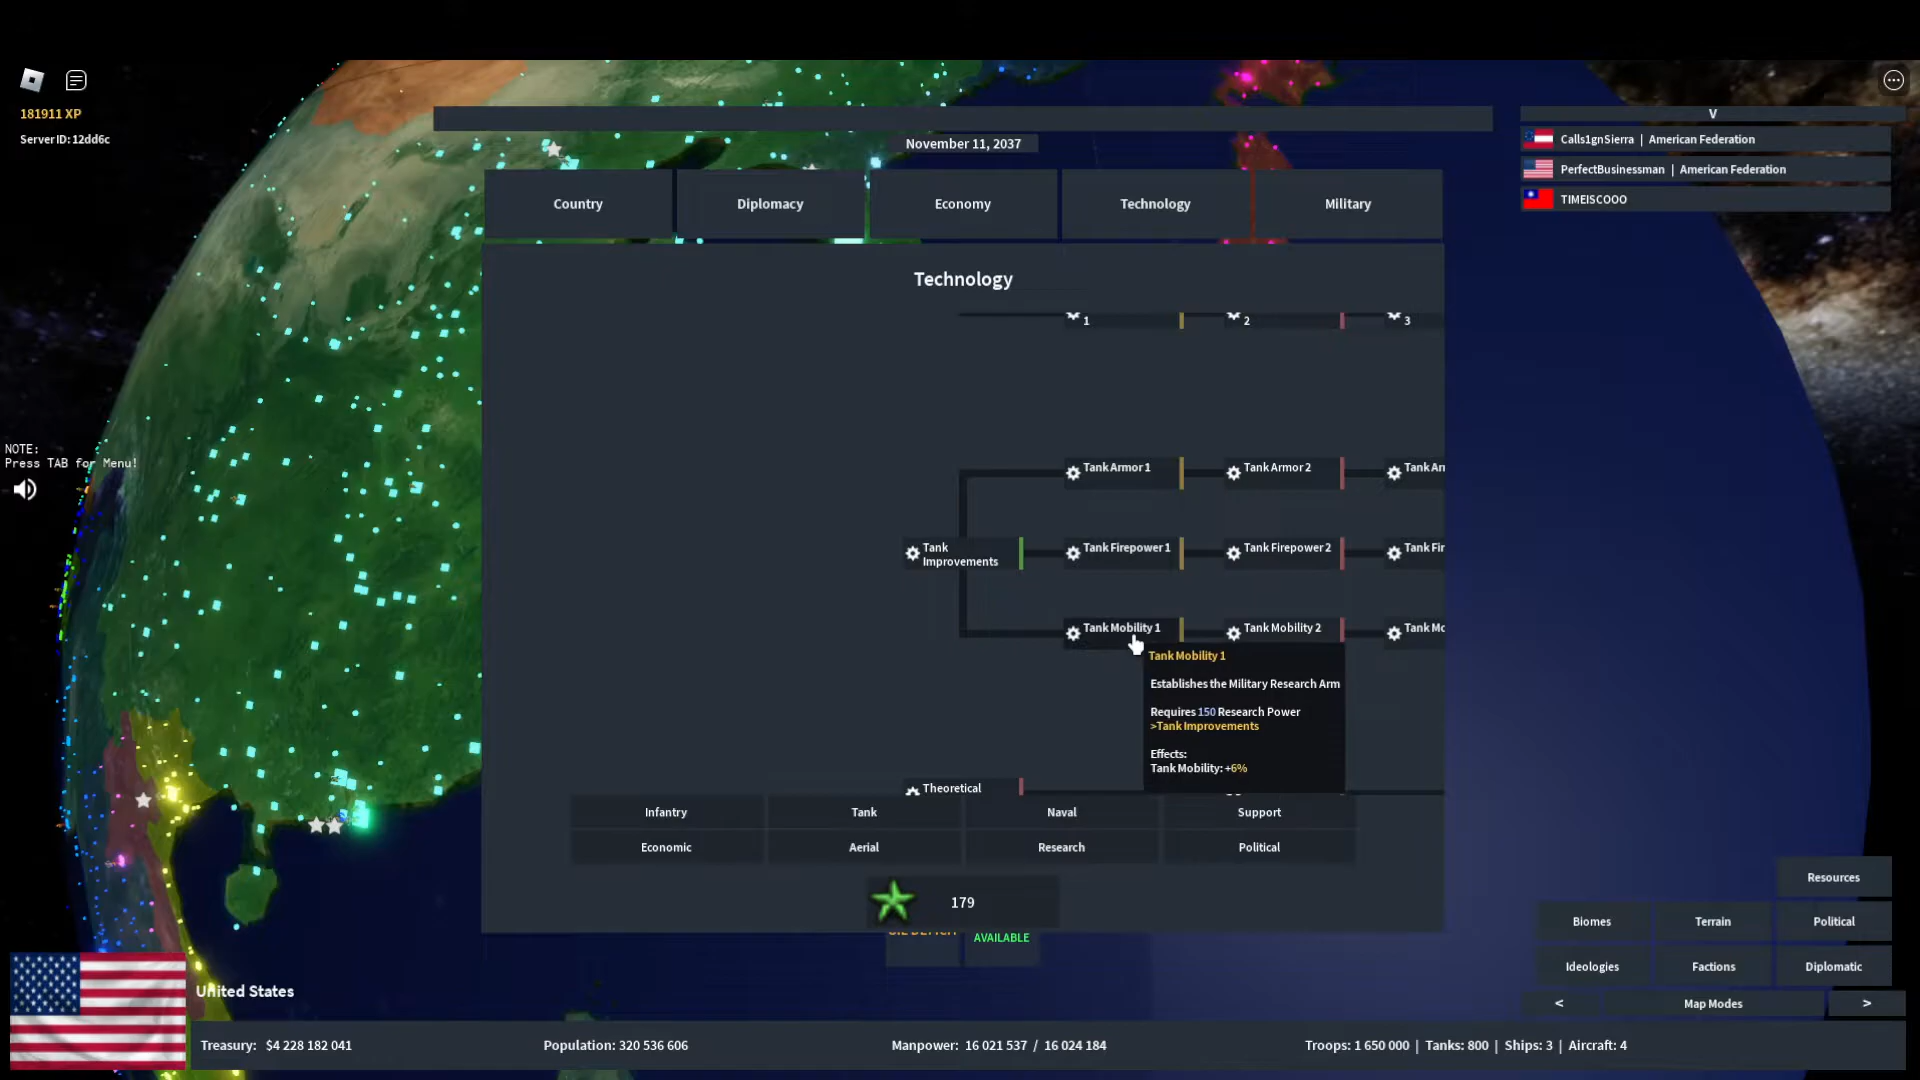 181911 XP
Server ID: 12dd6c
V
Calls1gnSierra | American Federation
PerfectBusinessman | American Federation
TIMEISCOOO
November 11, 2037
Country
Diplomacy
Economy
Technology
Military
Technology
1
2
3
NOTE:
Press TAB for Menu!
Tank Armor 1
Tank Armor 2
Tank Ar
Tank Improvements
Tank Firepower 1
Tank Firepower 2
Tank Fir
Tank Mobility 1
Tank Mobility 2
Tank Mo
Tank Mobility 1
Establishes the Military Research Arm
Requires 150 Research Power
>Tank Improvements
Effects:
Tank Mobility: +6%
Theoretical
Infantry
Tank
Naval
Support
Economic
Aerial
Research
Political
179
AVAILABLE
Resources
Biomes
Terrain
Political
Ideologies
Factions
Diplomatic
<
Map Modes
>
United States
Treasury: $4 228 182 041
Population: 320 536 606
Manpower: 16 021 537 / 16 024 184
Troops: 1 650 000 | Tanks: 800 | Ships: 3 | Aircraft: 4